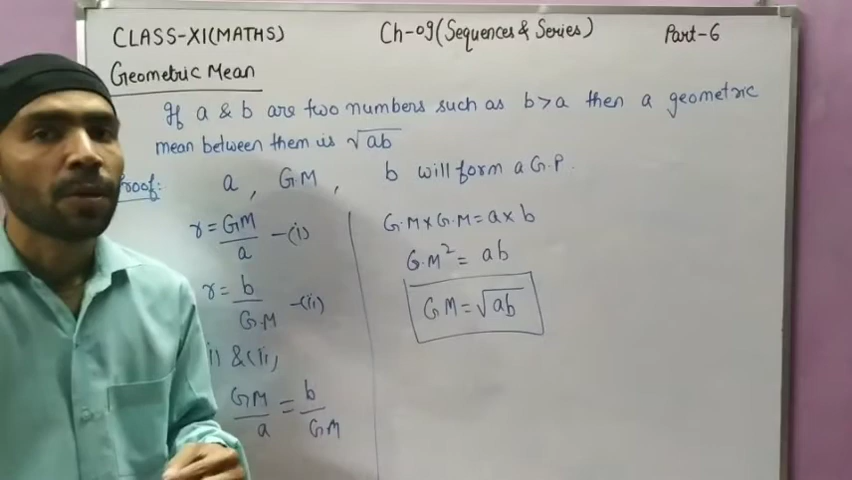 CLASS-XI(MATHS)
Ch-09(Sequences & Series)
Part-6
Geometric Mean
If a & b are two numbers such as b>a then a geometric
mean between them is √ab
roof:
a, GM, b will form a G.P.
r = GM/a -(i)
r = b/G.M -(ii)
i) & (ii)
GM/a = b/GM
G.M×G.M = a×b
G.M² = ab
GM = √ab